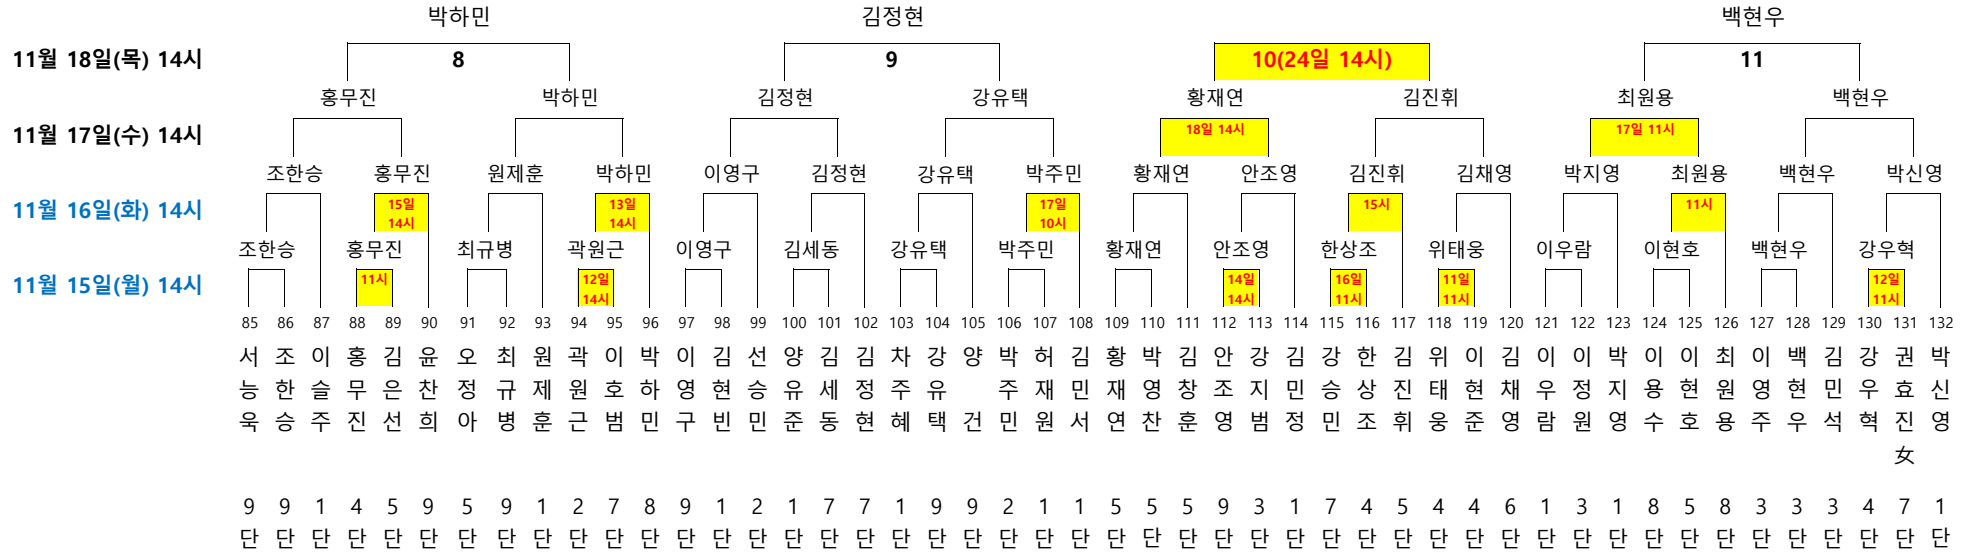 박하민 김정현 백현우
11월 18일(목) 14시 8 9 10(24일 14시) 11
홍무진 박하민 김정현 강유택 황재연 김진휘 최원용 백현우
11월 17일(수) 14시 18일 14시 17일 11시
조한승 홍무진 원제훈 박하민 이영구 김정현 강유택 박주민 황재연 안조영 김진휘 김채영 박지영 최원용 백현우 박신영
11월 16일(화) 14시 15일 14시 13일 14시 17일 10시 15시 11시
조한승 홍무진 최규병 곽원근 이영구 김세동 강유택 박주민 황재연 안조영 한상조 위태웅 이우람 이현호 백현우 강우혁
11월 15일(월) 14시 11시 12일 14시 14일 14시 16일 11시 11일 11시 12일 11시
85 86 87 88 89 90 91 92 93 94 95 96 97 98 99 100 101 102 103 104 105 106 107 108 109 110 111 112 113 114 115 116 117 118 119 120 121 122 123 124 125 126 127 128 129 130 131 132
서능욱 조한승 이슬주 홍무진 김은선 윤찬희 오정아 최규병 원제훈 곽원근 이호범 박하민 이영구 김현빈 선승민 양유준 김세동 김정현 차주혜 강유택 양건 박주민 허재원 김민서 황재연 박영찬 김창훈 안조영 강지범 김민정 강승민 한상조 김진휘 위태웅 이현준 김채영 이우람 이정원 박지영 이용수 이현호 최원용 이영주 백현우 김민석 강우혁 권효진女 박신영
9단 9단 1단 4단 5단 9단 5단 9단 1단 2단 7단 8단 9단 1단 2단 1단 7단 7단 1단 9단 9단 2단 1단 1단 5단 5단 5단 9단 3단 1단 7단 4단 5단 4단 4단 6단 1단 3단 1단 8단 5단 8단 3단 3단 3단 4단 7단 1단